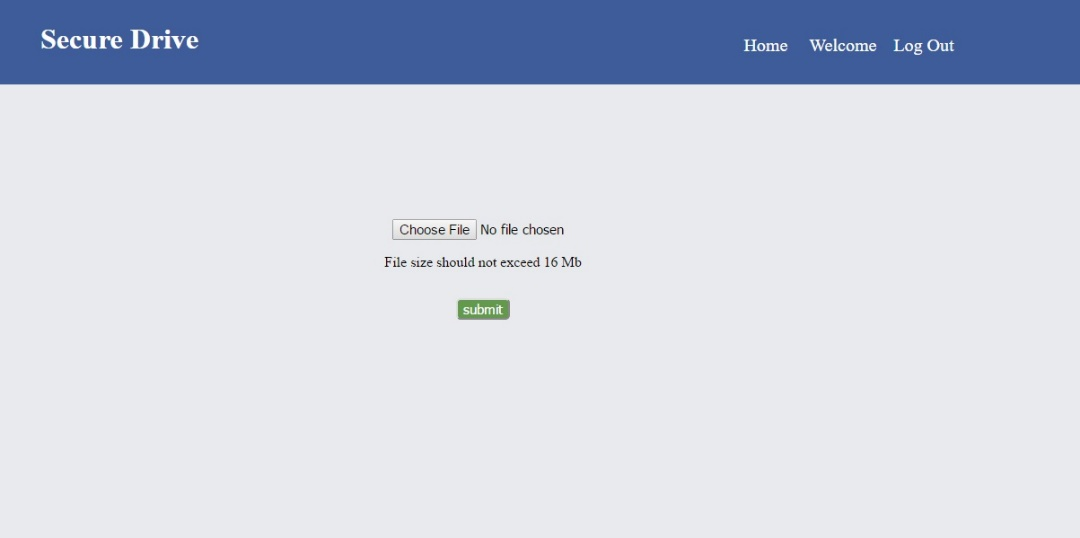 Secure Drive
Home Welcome Log Out
Choose File No file chosen
File size should not exceed 16 Mb
submit